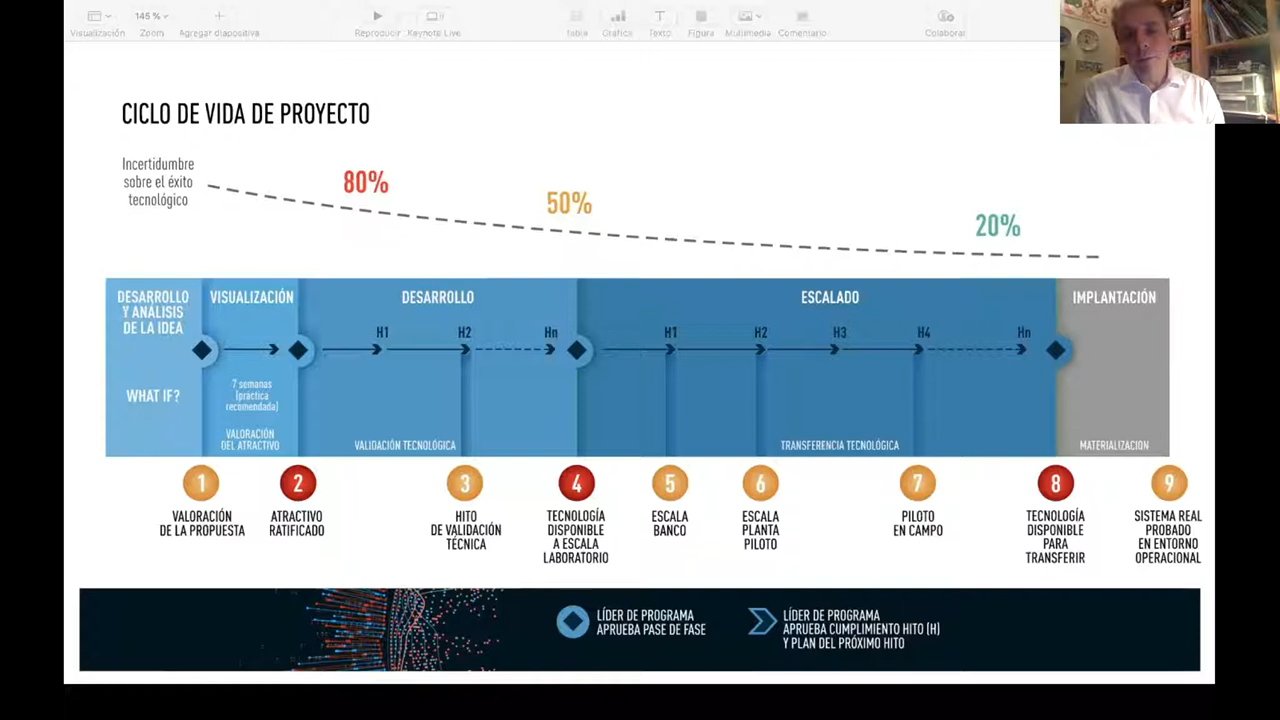 145 %
Visualización
Zoom
Agregar diapositiva
Reproducir
Keynote Live
Tabla
Gráfica
Texto
Figura
Multimedia
Comentario
Colaborar
CICLO DE VIDA DE PROYECTO
Incertidumbre
sobre el éxito
tecnológico
80%
50%
20%
DESARROLLO
Y ANÁLISIS
DE LA IDEA
VISUALIZACIÓN
DESARROLLO
ESCALADO
IMPLANTACIÓN
H1
H2
Hn
H1
H2
H3
H4
Hn
WHAT IF?
7 semanas
(práctica
recomendada)
VALORACIÓN
DEL ATRACTIVO
VALIDACIÓN TECNOLÓGICA
TRANSFERENCIA TECNOLÓGICA
MATERIALIZACION
1
VALORACIÓN
DE LA PROPUESTA
2
ATRACTIVO
RATIFICADO
3
HITO
DE VALIDACIÓN
TÉCNICA
4
TECNOLOGÍA
DISPONIBLE
A ESCALA
LABORATORIO
5
ESCALA
BANCO
6
ESCALA
PLANTA
PILOTO
7
PILOTO
EN CAMPO
8
TECNOLOGÍA
DISPONIBLE
PARA
TRANSFERIR
9
SISTEMA REAL
PROBADO
EN ENTORNO
OPERACIONAL
LÍDER DE PROGRAMA
APRUEBA PASE DE FASE
LÍDER DE PROGRAMA
APRUEBA CUMPLIMIENTO HITO (H)
Y PLAN DEL PRÓXIMO HITO